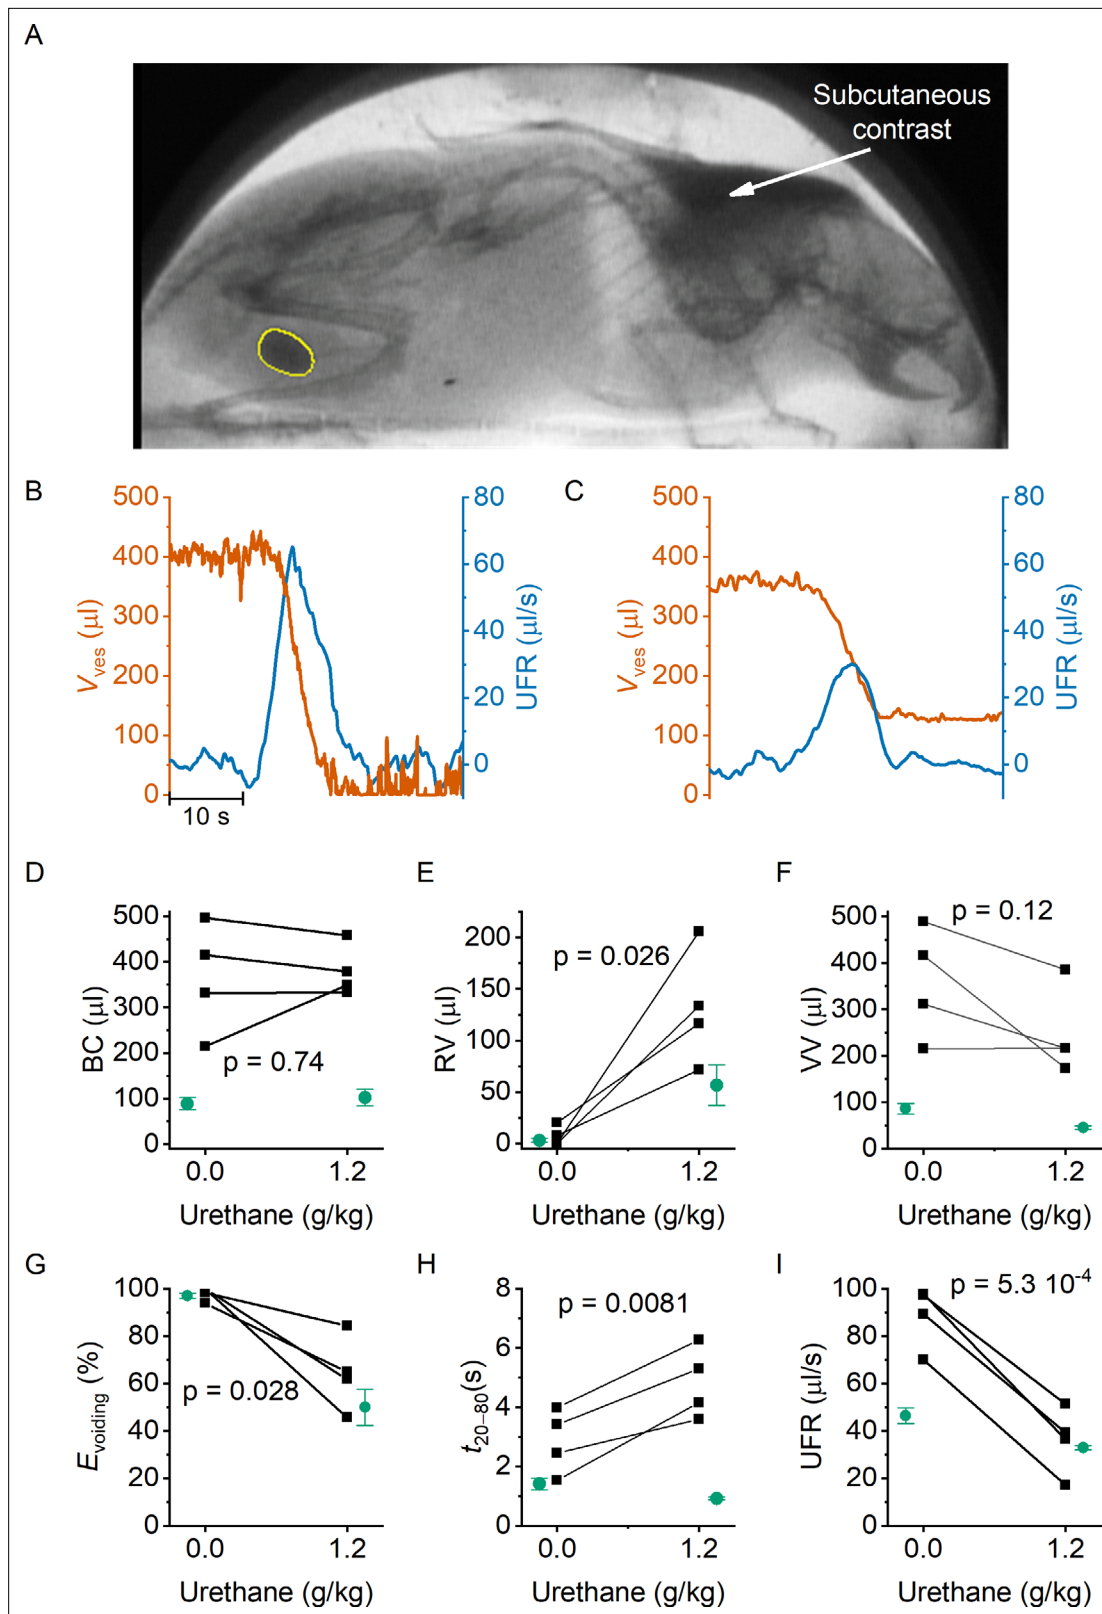 A
Subcutaneous
contrast
B
500
400
300
200
100
0
V_ves (µl)
80
60
40
20
0
UFR (µl/s)
10 s
C
500
400
300
200
100
0
V_ves (µl)
80
60
40
20
0
UFR (µl/s)
D
500
400
300
200
100
0
BC (µl)
p = 0.74
0.0 1.2
Urethane (g/kg)
E
200
150
100
50
0
RV (µl)
p = 0.026
0.0 1.2
Urethane (g/kg)
F
500
400
300
200
100
0
VV (µl)
p = 0.12
0.0 1.2
Urethane (g/kg)
G
100
80
60
40
20
0
E_voiding (%)
p = 0.028
0.0 1.2
Urethane (g/kg)
H
8
6
4
2
0
t_20–80(s)
p = 0.0081
0.0 1.2
Urethane (g/kg)
I
100
80
60
40
20
0
UFR (µl/s)
p = 5.3 10^-4
0.0 1.2
Urethane (g/kg)